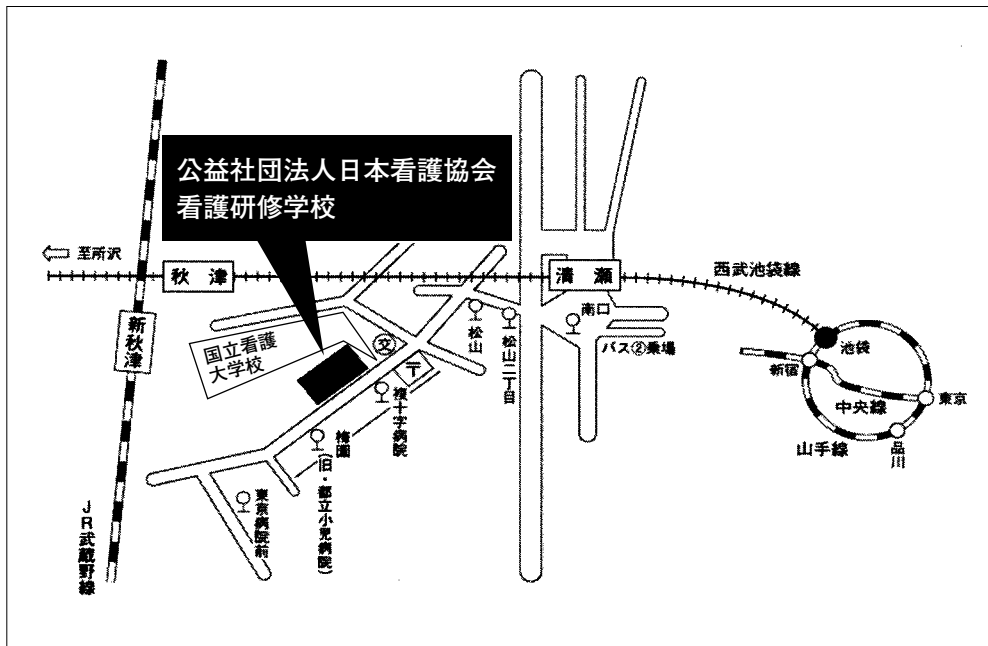 公益社団法人日本看護協会
看護研修学校
至所沢
秋津
清瀬
西武池袋線
新秋津
国立看護
大学校
交
〒
松山
松山二丁目
南口
バス②乗場
池袋
新宿
中央線
東京
山手線
品川
複十字病院
梅園
(旧・都立小児病院)
東京病院前
JR武蔵野線